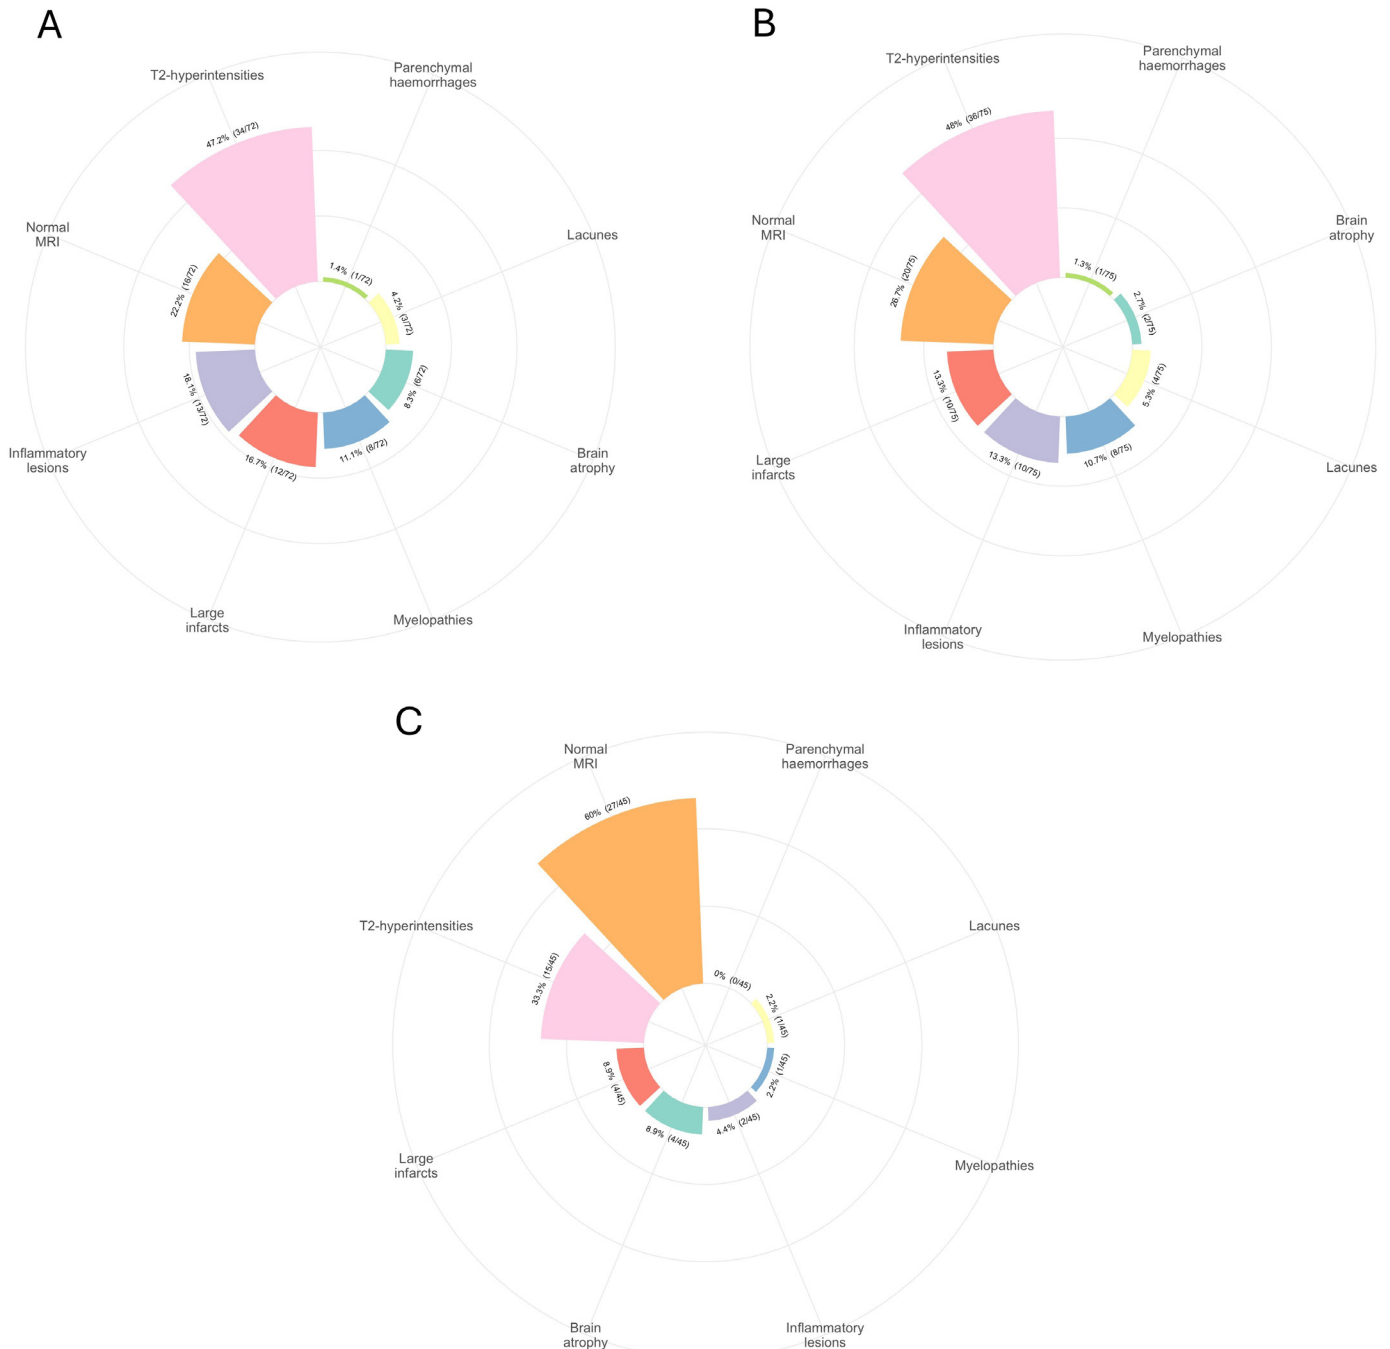 A
T2-hyperintensities
Parenchymal
haemorrhages
47.2% (34/72)
Normal
MRI
Lacunes
22.2% (16/72)
1.4% (1/72)
4.2% (3/72)
8.3% (6/72)
18.1% (13/72)
16.7% (12/72)
11.1% (8/72)
Inflammatory
lesions
Brain
atrophy
Large
infarcts
Myelopathies
B
T2-hyperintensities
Parenchymal
haemorrhages
48% (36/75)
Normal
MRI
Brain
atrophy
26.7% (20/75)
1.3% (1/75)
2.7% (2/75)
5.3% (4/75)
13.3% (10/75)
13.3% (10/75)
10.7% (8/75)
Large
infarcts
Lacunes
Inflammatory
lesions
Myelopathies
C
Normal
MRI
Parenchymal
haemorrhages
60% (27/45)
T2-hyperintensities
Lacunes
33.3% (15/45)
0% (0/45)
2.2% (1/45)
2.2% (1/45)
8.9% (4/45)
8.9% (4/45)
4.4% (2/45)
Large
infarcts
Myelopathies
Brain
atrophy
Inflammatory
lesions